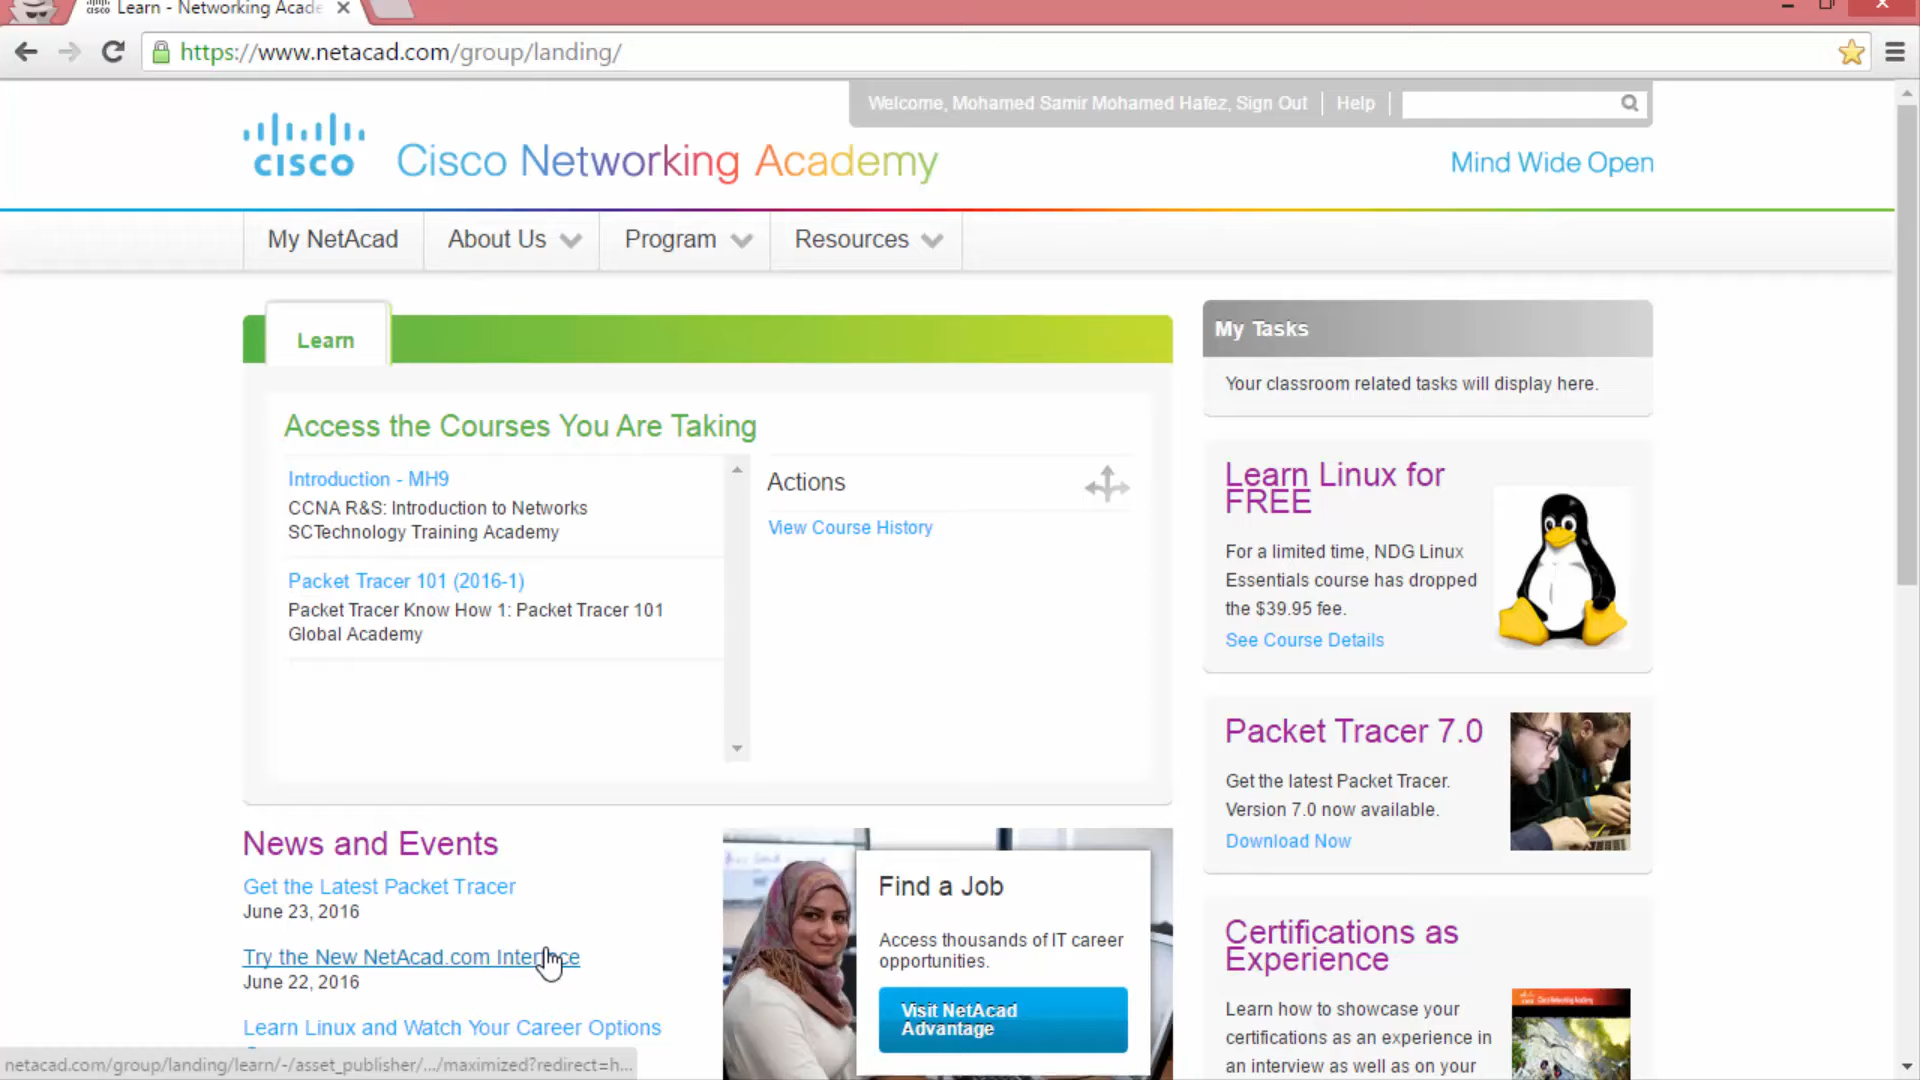 cisco Learn - Networking Acade
https://www.netacad.com/group/landing/
Welcome, Mohamed Samir Mohamed Hafez, Sign Out
Help
CISCO
Cisco Networking Academy
Mind Wide Open
My NetAcad
About Us
Program
Resources
Learn
Access the Courses You Are Taking
Introduction - MH9
CCNA R&S: Introduction to Networks
SCTechnology Training Academy
Packet Tracer 101 (2016-1)
Packet Tracer Know How 1: Packet Tracer 101
Global Academy
Actions
View Course History
My Tasks
Your classroom related tasks will display here.
Learn Linux for
FREE
For a limited time, NDG Linux
Essentials course has dropped
the $39.95 fee.
See Course Details
Packet Tracer 7.0
Get the latest Packet Tracer.
Version 7.0 now available.
Download Now
Certifications as
Experience
Learn how to showcase your
certifications as an experience in
an interview as well as on your
News and Events
Get the Latest Packet Tracer
June 23, 2016
Try the New NetAcad.com Interface
June 22, 2016
Learn Linux and Watch Your Career Options
Find a Job
Access thousands of IT career
opportunities.
Visit NetAcad
Advantage
netacad.com/group/landing/learn/-/asset_publisher/.../maximized?redirect=h...